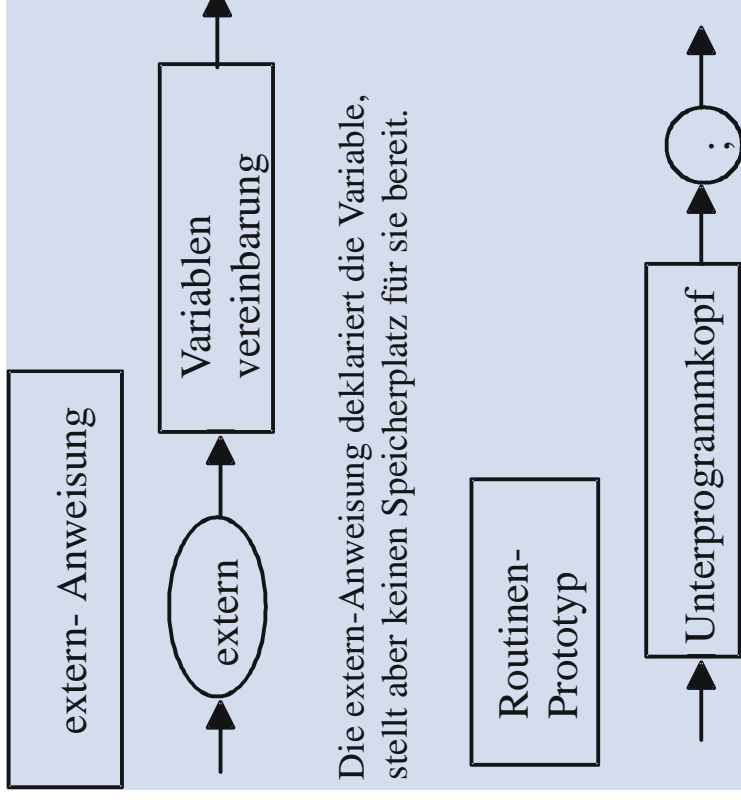 extern- Anweisung
extern
Variablen
vereinbarung
Die extern-Anweisung deklariert die Variable,
stellt aber keinen Speicherplatz für sie bereit.
Routinen-
Prototyp
Unterprogrammkopf
;